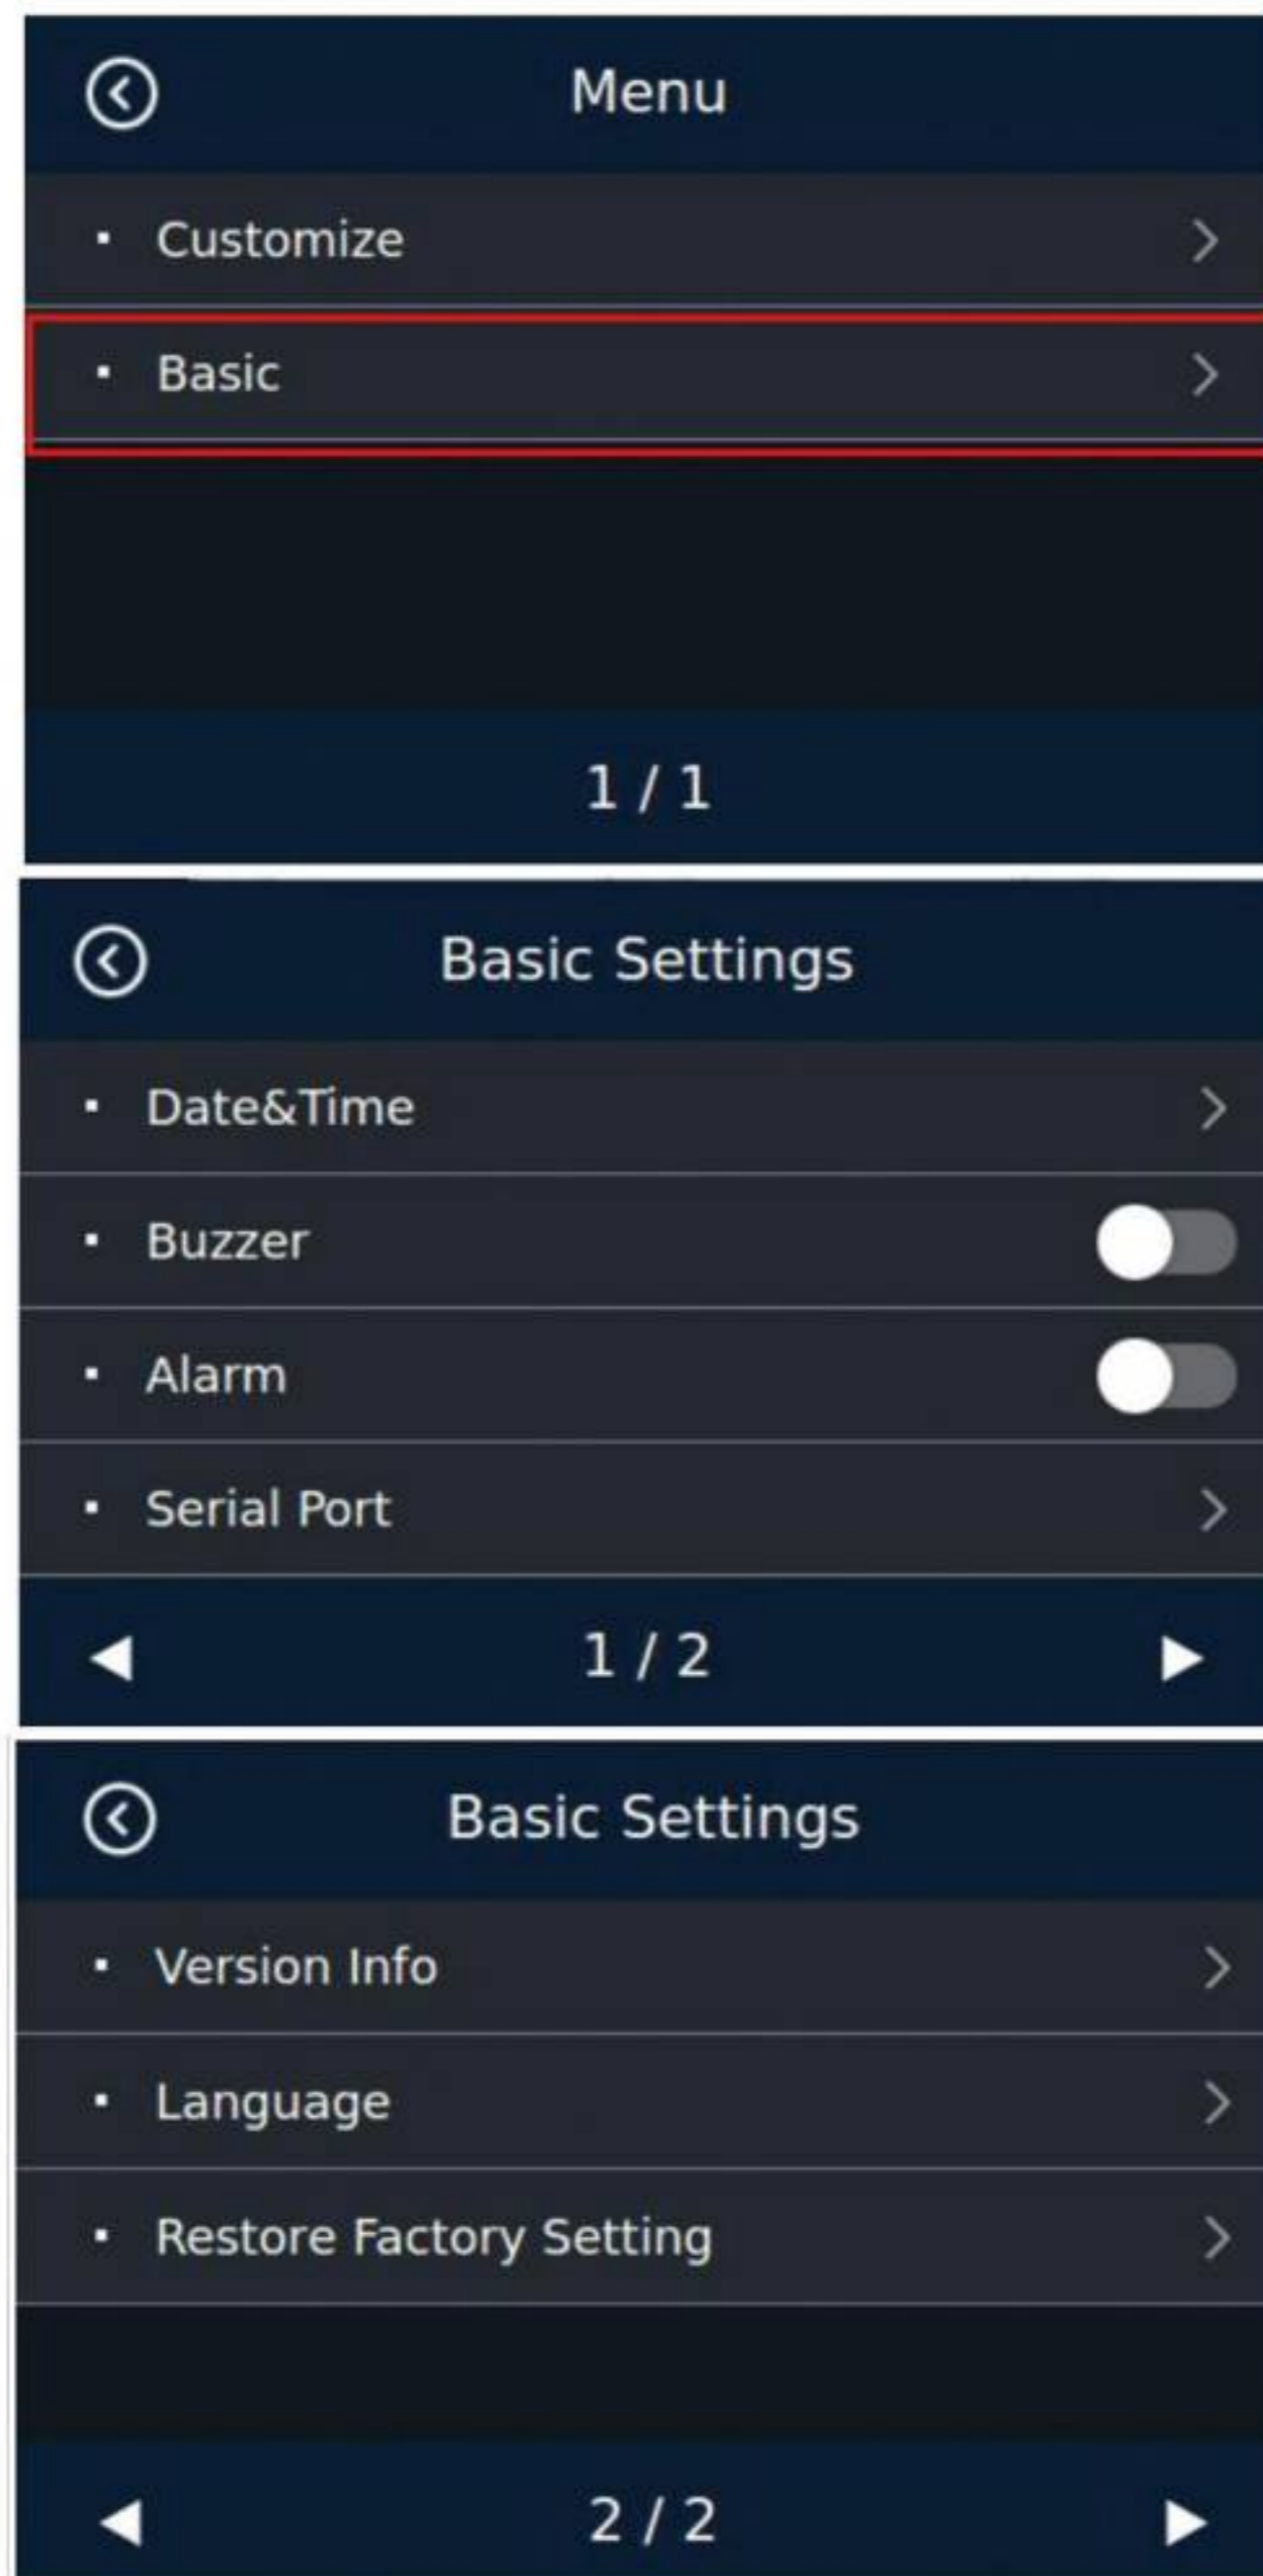 Menu
Customize
Basic
1 / 1
Basic Settings
Date&Time
Buzzer
Alarm
Serial Port
1 / 2
Basic Settings
Version Info
Language
Restore Factory Setting
2 / 2